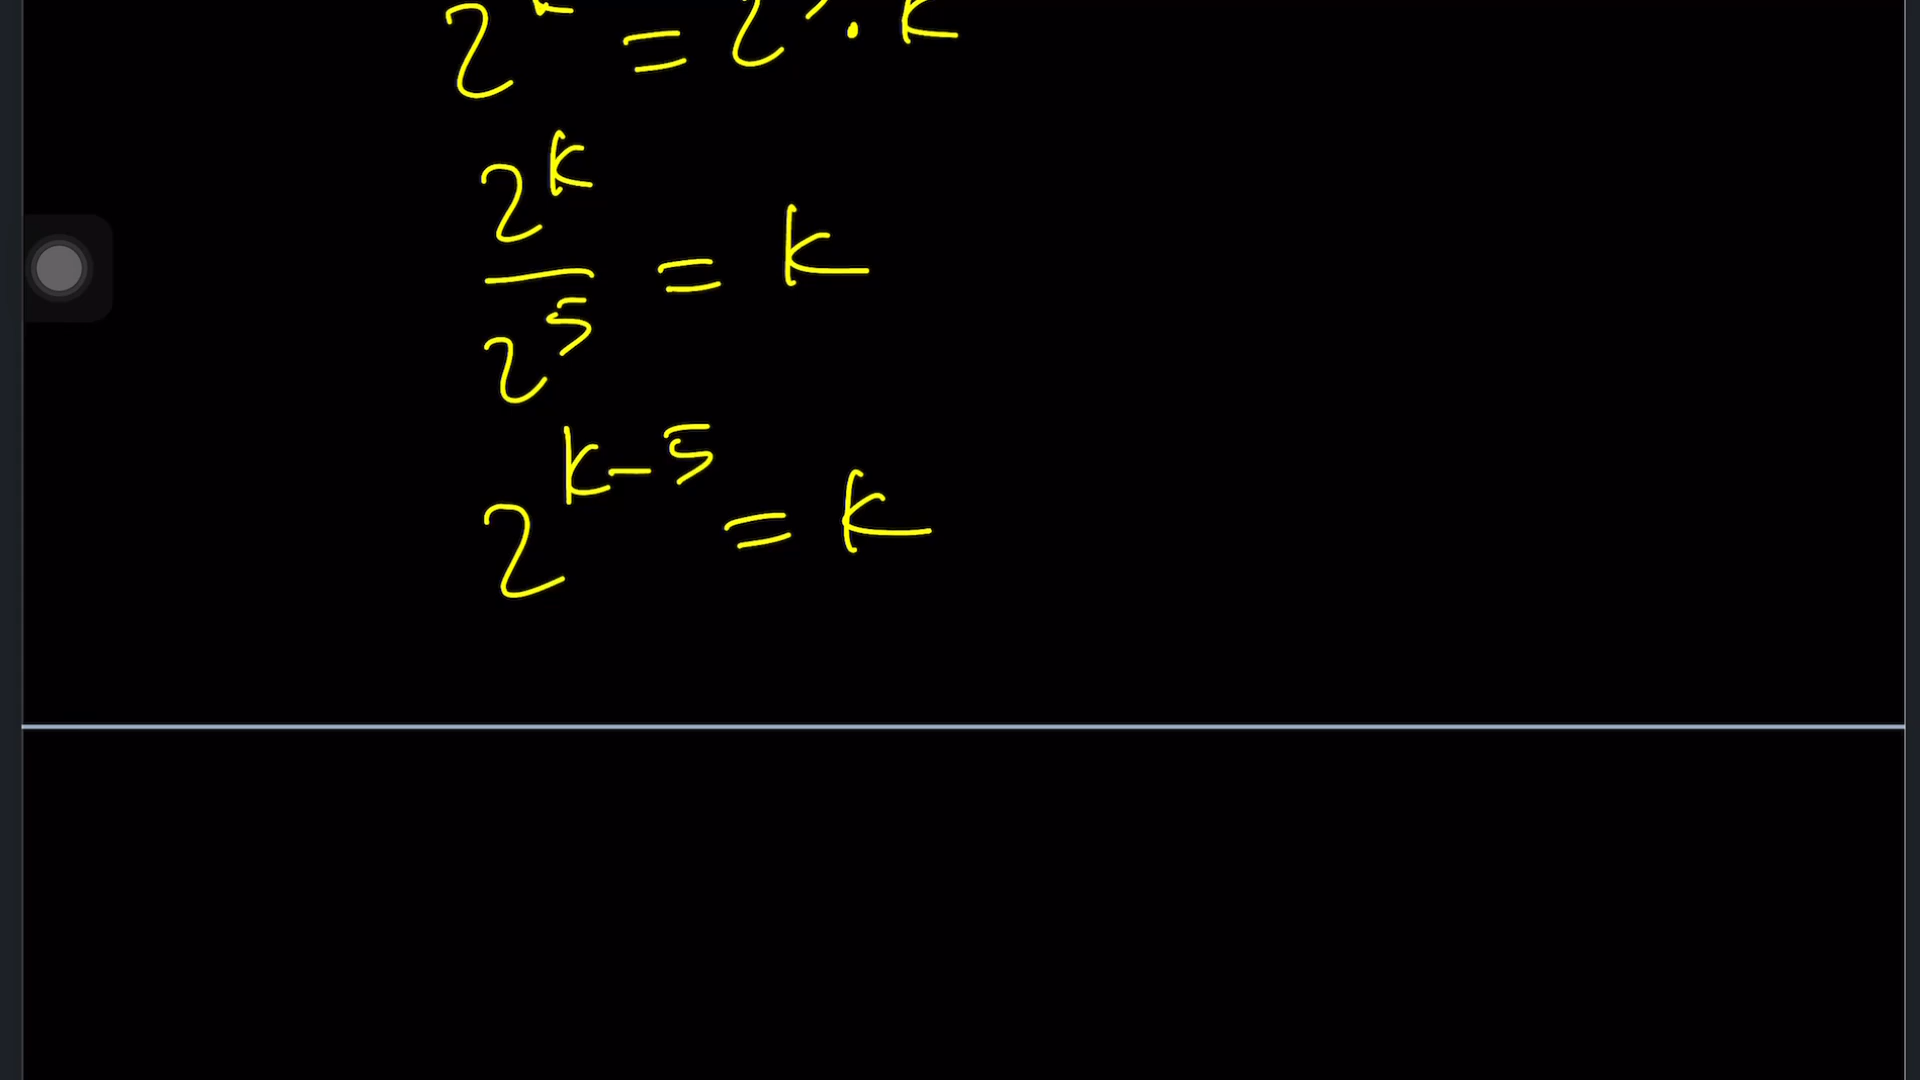 2^k = 2^5 · k
2^k / 2^5 = k
2^(k-5) = k